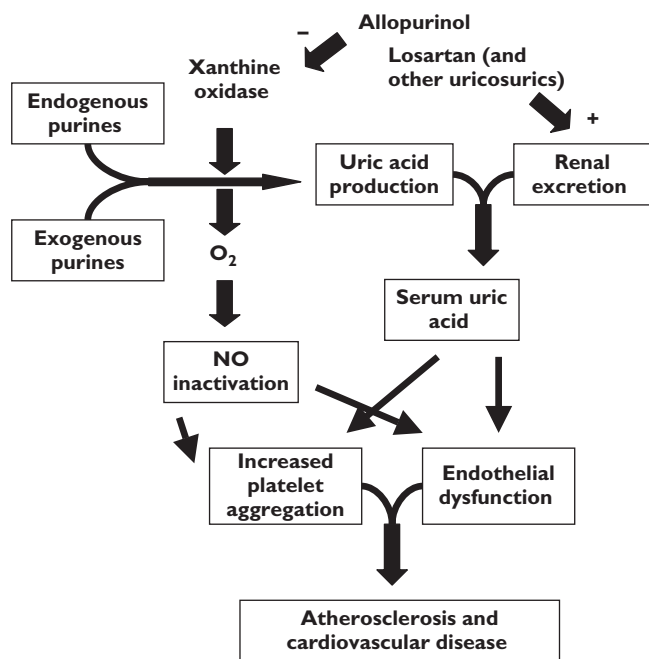 Allopurinol
–
Losartan (and
other uricosurics)
Xanthine
oxidase
+
Endogenous
purines
Uric acid
production
Renal
excretion
Exogenous
purines
O₂
Serum uric
acid
NO
inactivation
Increased
platelet
aggregation
Endothelial
dysfunction
Atherosclerosis and
cardiovascular disease